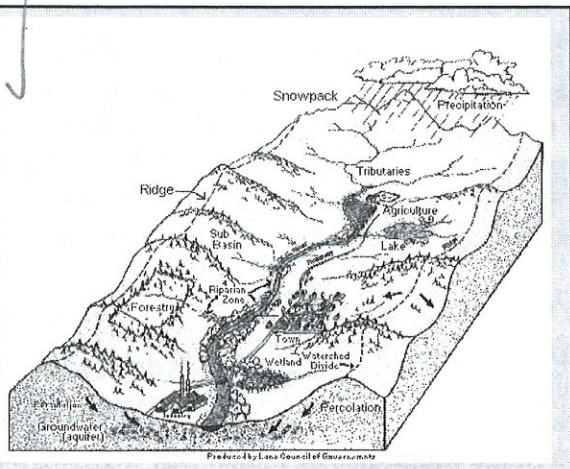 Snowpack
Precipitation
Tributaries
Ridge
Agriculture
Sub
Basin
Lake
Riparian
Zone
Forestry
Town
Wetland
Watershed
Divide
Percolation
Percolation
Groundwater
(aquifer)
Produced by Lane Council of Governments